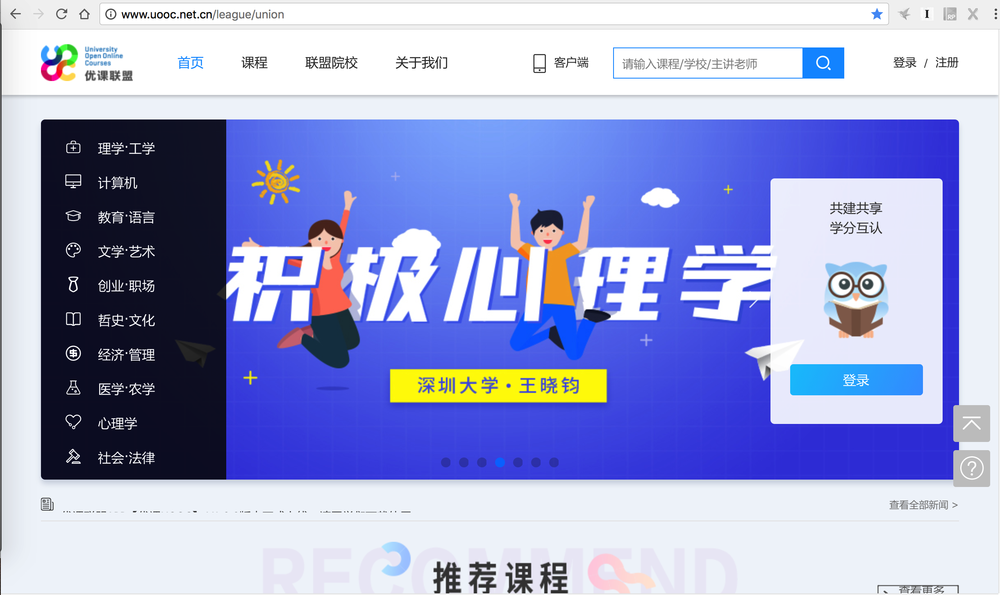 www.uooc.net.cn/league/union
I
RP
X
University
Open Online
Courses
优课联盟
首页
课程
联盟院校
关于我们
客户端
请输入课程/学校/主讲老师
登录 / 注册
理学·工学
计算机
教育·语言
文学·艺术
创业·职场
哲史·文化
经济·管理
医学·农学
心理学
社会·法律
积极心理学
深圳大学·王晓钧
共建共享
学分互认
登录
查看全部新闻 >
RECOMMEND
推荐课程
查看更多